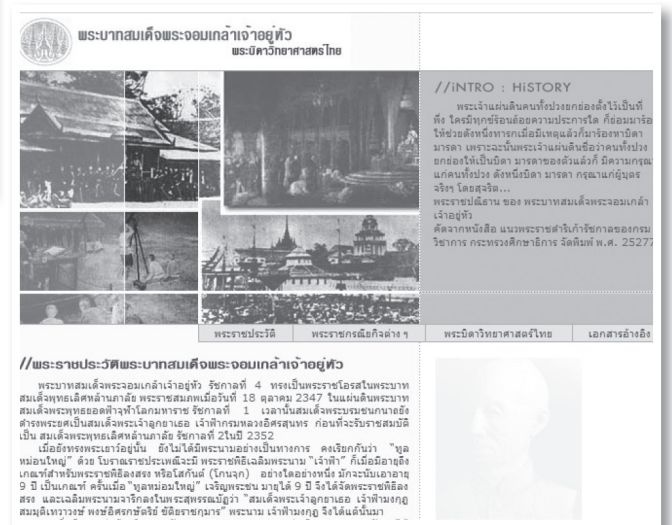 พระบาทสมเด็จพระจอมเกล้าเจ้าอยู่หัว
พระบิดาวิทยาศาสตร์ไทย
//iNTRO : HiSTORY
พระเจ้าแผ่นดินคนทั้งปวงยกย่องตั้งไว้เป็นที่
พึ่ง ใครมีทุกข์ร้อนถ้อยความประการใด ก็ย่อมมาร้อ
ให้ช่วยดังหนึ่งทารกเมื่อมีเหตุแล้วก็มาร้องหาบิดา
มารดา เพราะฉะนั้นพระเจ้าแผ่นดินชื่อว่าคนทั้งปวง
ยกย่องให้เป็นบิดา มารดาของตัวแล้วก็ มีความกรุณา
แก่คนทั้งปวง ดังหนึ่งบิดา มารดา กรุณาแก่ผู้บุตร
จริงๆ โดยสุจริต...
พระราชปณิธาน ของ พระบาทสมเด็จพระจอมเกล้า
เจ้าอยู่หัว
คัดจากหนังสือ แนวพระราชดำริเก้ารัชกาลของกรม
วิชาการ กระทรวงศึกษาธิการ จัดพิมพ์ พ.ศ. 25277
พระราชประวัติ พระราชกรณียกิจต่าง ๆ พระบิดาวิทยาศาสตร์ไทย เอกสารอ้างอิง
//พระราชประวัติพระบาทสมเด็จพระจอมเกล้าเจ้าอยู่หัว
พระบาทสมเด็จพระจอมเกล้าเจ้าอยู่หัว รัชกาลที่ 4 ทรงเป็นพระราชโอรสในพระบาท
สมเด็จพุทธเลิศหล้านภาลัย พระราชสมภพเมื่อวันที่ 18 ตุลาคม 2347 ในแผ่นดินพระบาท
สมเด็จพระพุทธยอดฟ้าจุฬาโลกมหาราช รัชกาลที่ 1 เวลานั้นสมเด็จพระบรมชนกนาถยัง
ดำรงพระยศเป็นสมเด็จพระเจ้าลูกยาเธอ เจ้าฟ้ากรมหลวงอิศรสุนทร ก่อนที่จะรับราชสมบัติ
เป็น สมเด็จพระพุทธเลิศหล้านภาลัย รัชกาล ที่ 2ในปี 2352
เมื่อยังทรงพระเยาว์อยู่นั้น ยังไม่ได้มีพระนามอย่างเป็นทางการ คงเรียกกันว่า "ทูล
หม่อมใหญ่" ด้วย โบราณราชประเพณีจะมี พระราชพิธีเฉลิมพระนาม "เจ้าฟ้า" ก็เมื่อมีอายุถึง
เกณฑ์สำหรับพระราชพิธีลงสรง หรือโสกันต์ (โกนจุก) อย่างใดอย่างหนึ่ง มักจะนับเอาอายุ
9 ปี เป็นเกณฑ์ ครั้นเมื่อ "ทูลหม่อมใหญ่" เจริญพระชน มายุได้ 9 ปี จึงได้จัดพระราชพิธีลง
สรง และเฉลิมพระนามจารึกลงในพระสุพรรณบัฏว่า "สมเด็จพระเจ้าลูกยาเธอ เจ้าฟ้ามงกุฎ
สมมุติเทวาวงษ์ พงษ์อิศรกษัตริย์ ขัติยราชกุมาร" พระนาม เจ้าฟ้ามงกุฎ จึงได้แต่นั้นมา